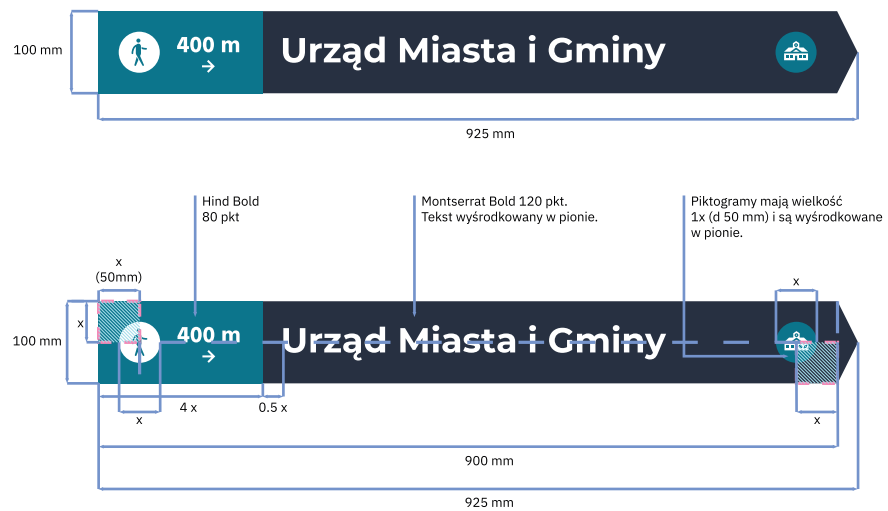 100 mm
400 m
→
Urząd Miasta i Gminy
925 mm
Hind Bold
80 pkt
Montserrat Bold 120 pkt.
Tekst wyśrodkowany w pionie.
Piktogramy mają wielkość
1x (d 50 mm) i są wyśrodkowane
w pionie.
x
(50mm)
x
x
100 mm
400 m
→
Urząd Miasta i Gminy
4 x
0.5 x
x
x
900 mm
925 mm